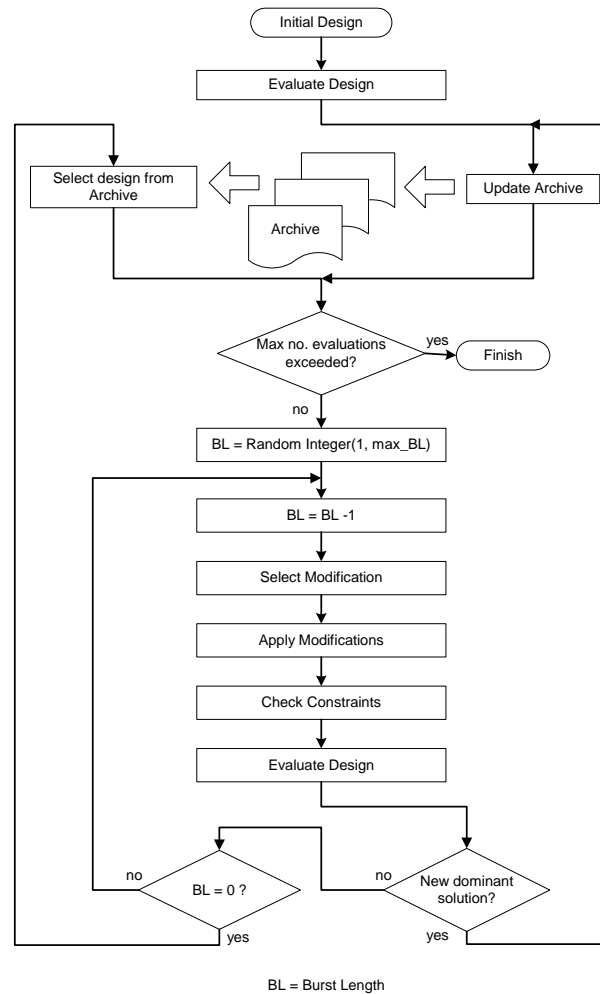 Initial Design
Evaluate Design
Select design from
Archive
Archive
Update Archive
Max no. evaluations
exceeded?
yes
Finish
no
BL = Random Integer(1, max_BL)
BL = BL -1
Select Modification
Apply Modifications
Check Constraints
Evaluate Design
no
BL = 0 ?
yes
no
New dominant
solution?
yes
BL = Burst Length